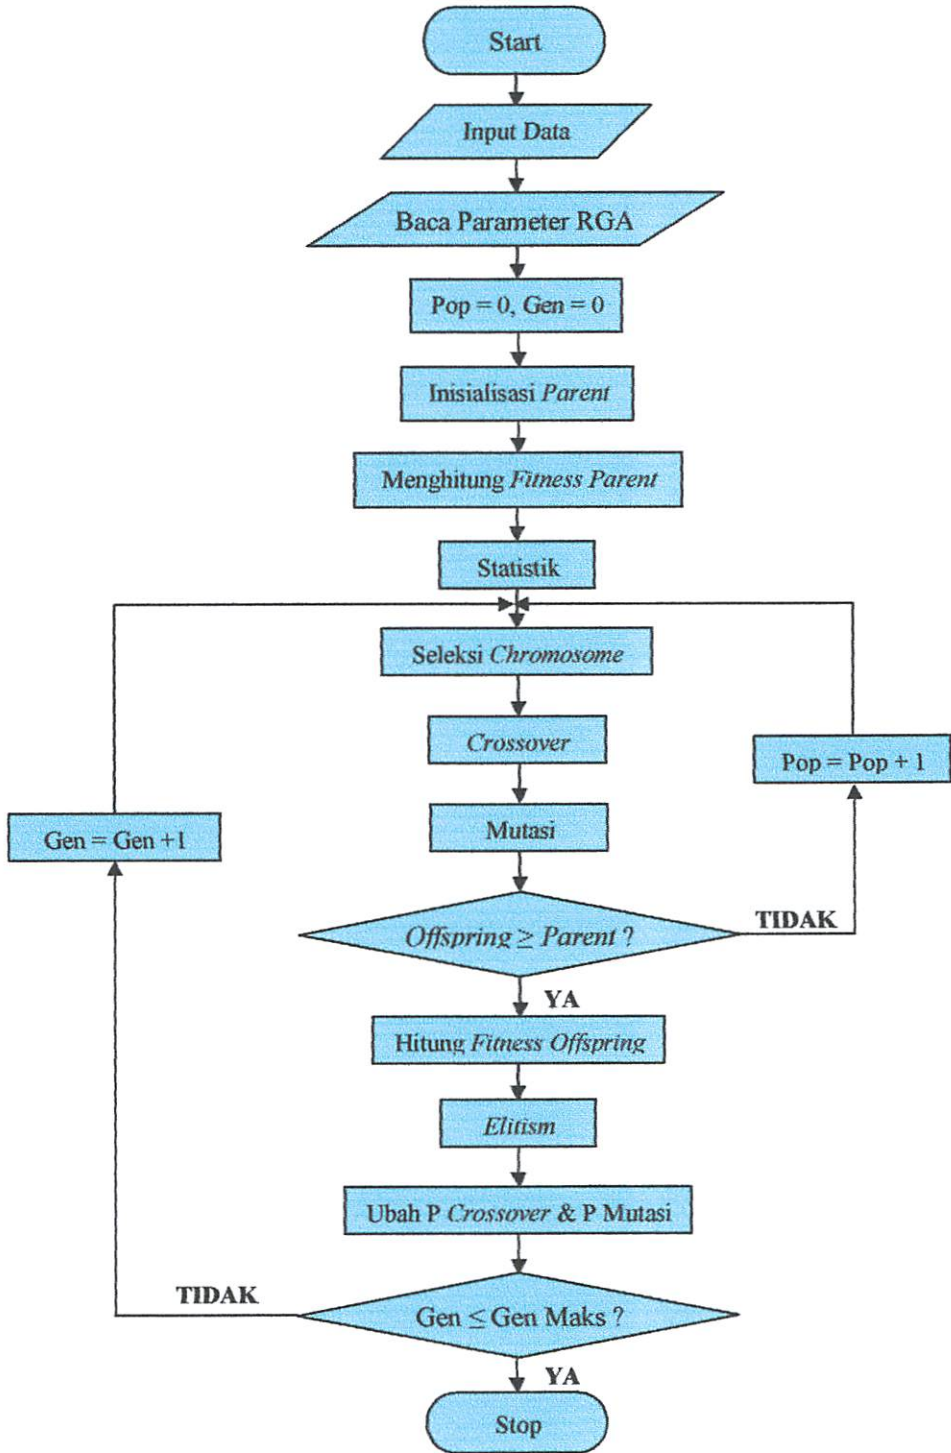 Start
Input Data
Baca Parameter RGA
Pop = 0, Gen = 0
Inisialisasi Parent
Menghitung Fitness Parent
Statistik
Seleksi Chromosome
Crossover
Pop = Pop + 1
Mutasi
Gen = Gen +1
Offspring ≥ Parent ?
TIDAK
YA
Hitung Fitness Offspring
Elitism
Ubah P Crossover & P Mutasi
TIDAK
Gen ≤ Gen Maks ?
YA
Stop